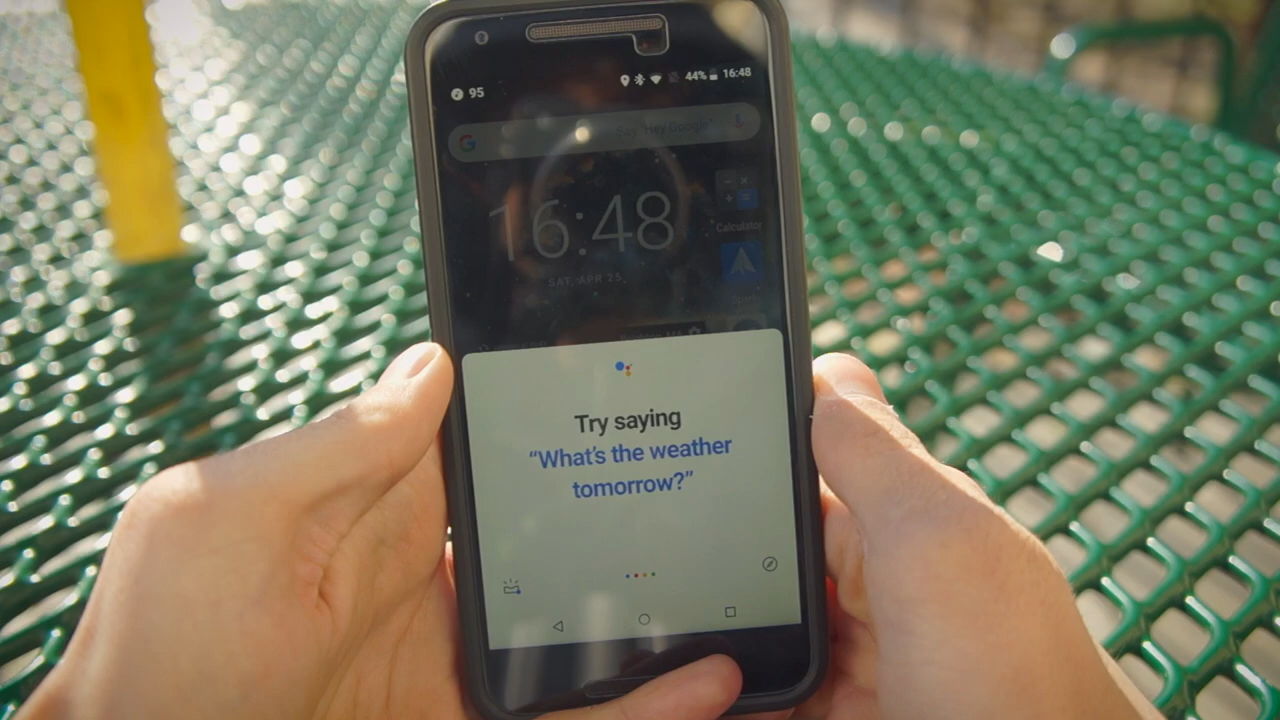 95
44% 16:48
Say "Hey Google"
16:48
SAT, APR 25
Calculator
Spark
Try saying
“What's the weather
tomorrow?”